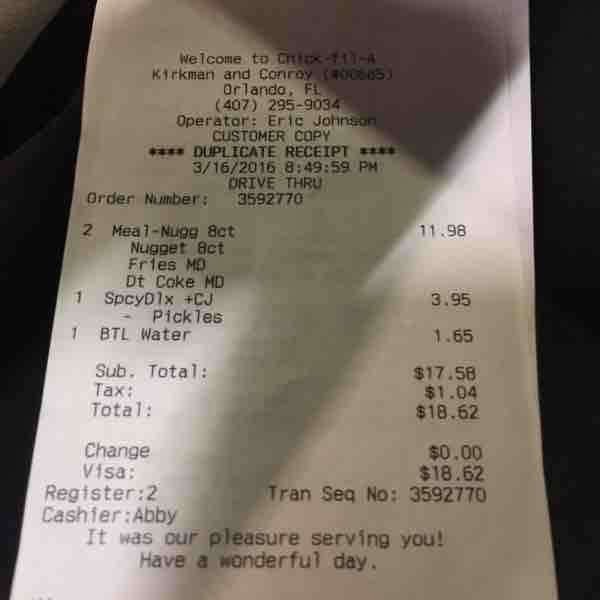 Welcome to Chick-fil-A
Kirkman and Conroy (#00685)
Orlando, FL
(407) 295-9034
Operator: Eric Johnson
CUSTOMER COPY
**** DUPLICATE RECEIPT ****
3/16/2016 8:49:59 PM
DRIVE THRU
Order Number: 3592770
2 Meal-Nugg 8ct 11.98
Nugget 8ct
Fries MD
Dt Coke MD
1 SpcyDlx +CJ 3.95
- Pickles
1 BTL Water 1.65
Sub. Total: $17.58
Tax: $1.04
Total: $18.62
Change $0.00
Visa: $18.62
Register:2 Tran Seq No: 3592770
Cashier:Abby
It was our pleasure serving you!
Have a wonderful day.